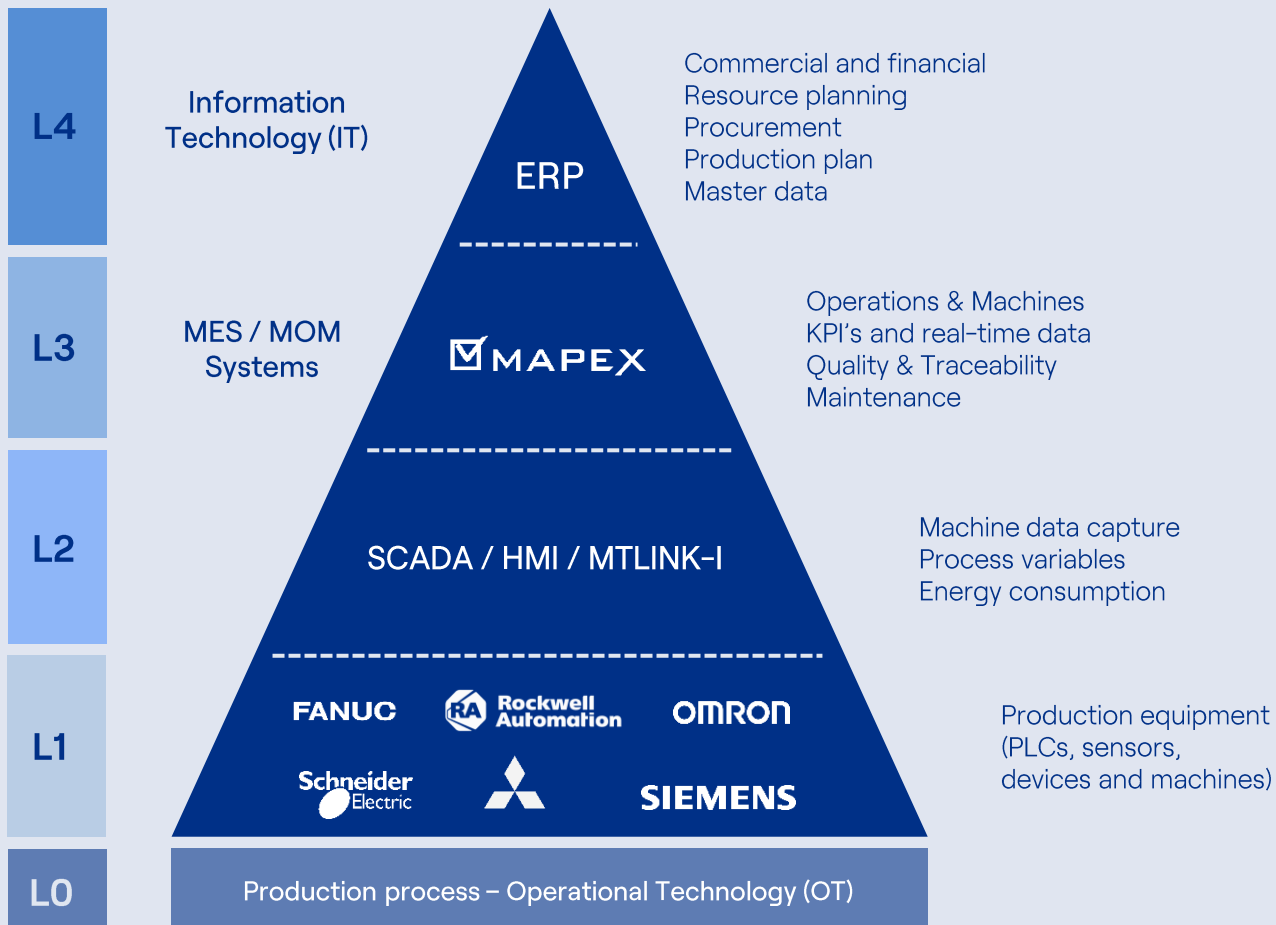 L4
Information
Technology (IT)
ERP
Commercial and financial
Resource planning
Procurement
Production plan
Master data
L3
MES / MOM
Systems
MAPEX
Operations & Machines
KPI's and real-time data
Quality & Traceability
Maintenance
L2
SCADA / HMI / MTLINK-I
Machine data capture
Process variables
Energy consumption
L1
FANUC
RA Rockwell
Automation
OMRON
Schneider
Electric
SIEMENS
Production equipment
(PLCs, sensors,
devices and machines)
L0
Production process – Operational Technology (OT)